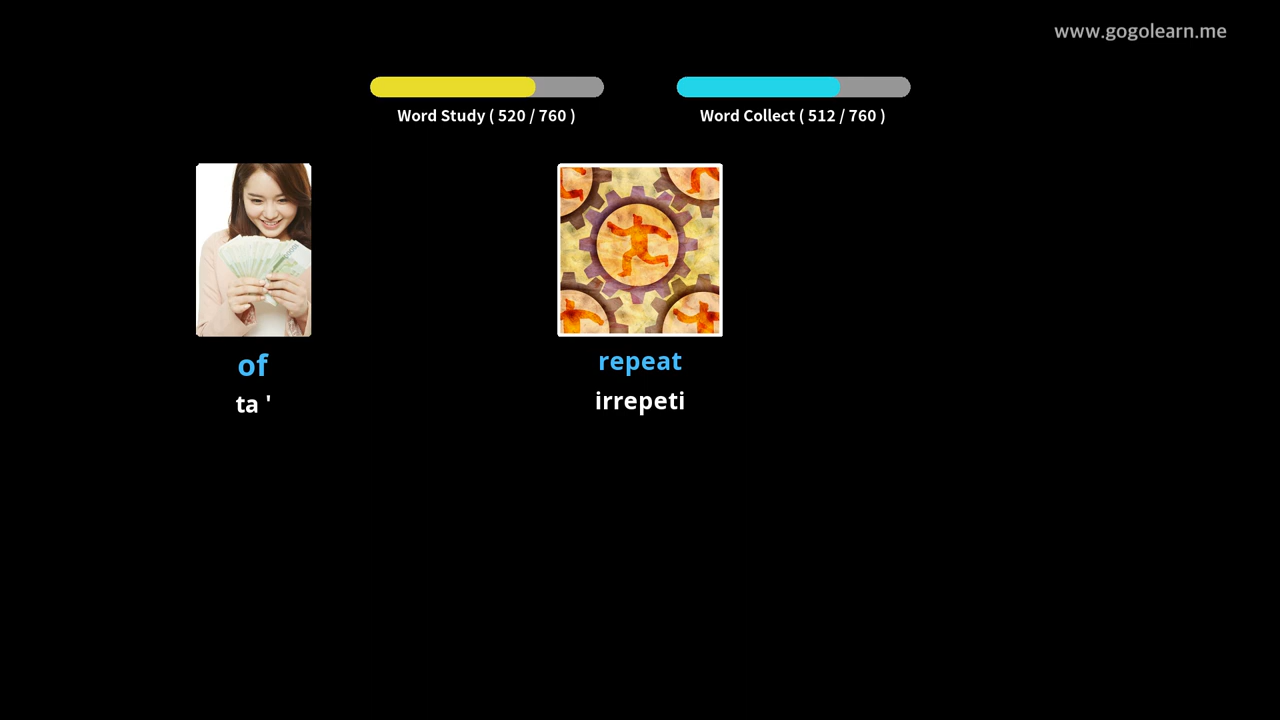 www.gogolearn.me
Word Study ( 520 / 760 )
Word Collect ( 512 / 760 )
of
ta '
repeat
irrepeti